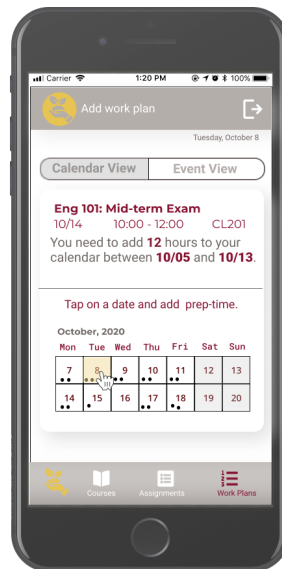 Carrier 1:20 PM 100%
Add work plan
Tuesday, October 8
Calendar View Event View
Eng 101: Mid-term Exam
10/14 10:00 - 12:00 CL201
You need to add 12 hours to your
calendar between 10/05 and 10/13.
Tap on a date and add prep-time.
October, 2020
Mon Tue Wed Thu Fri Sat Sun
7 8 9 10 11 12 13
14 15 16 17 18 19 20
Courses Assignments Work Plans